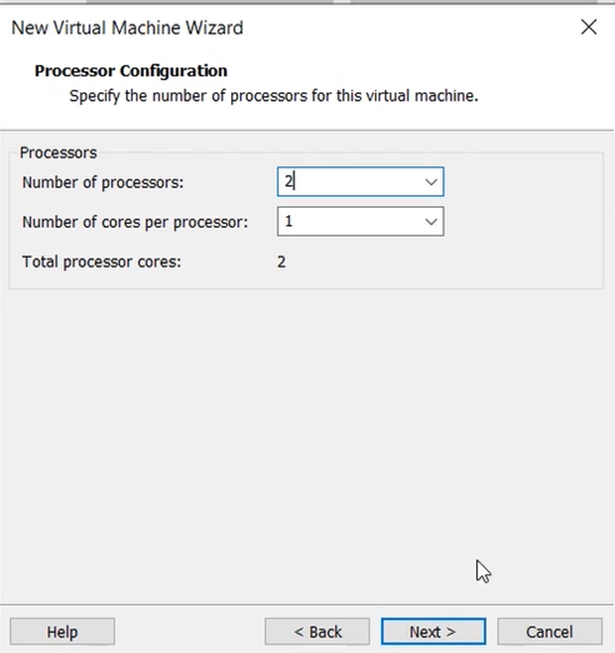 New Virtual Machine Wizard
Processor Configuration
Specify the number of processors for this virtual machine.
Processors
Number of processors: 2
Number of cores per processor: 1
Total processor cores: 2
Help < Back Next > Cancel